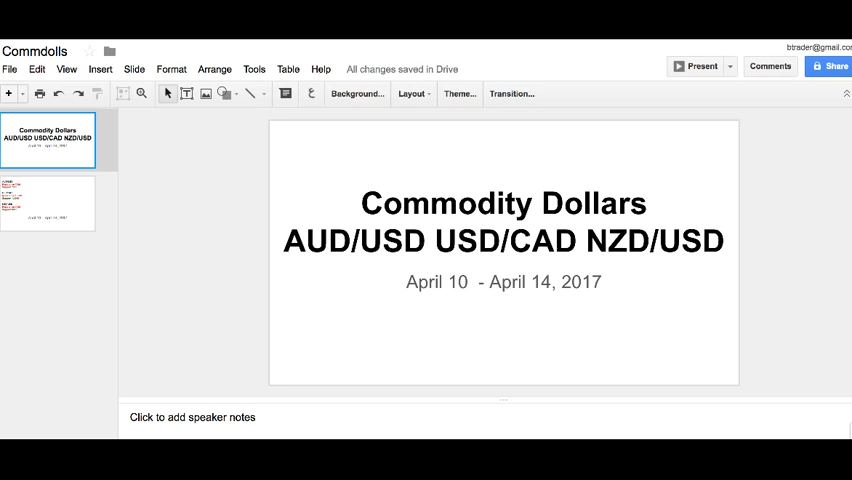 Commdolls
btrader@gmail.com
File Edit View Insert Slide Format Arrange Tools Table Help All changes saved in Drive
Present
Comments
Share
Background...
Layout
Theme...
Transition...
Commodity Dollars
AUD/USD USD/CAD NZD/USD
Commodity Dollars
AUD/USD USD/CAD NZD/USD
April 10 - April 14, 2017
Click to add speaker notes